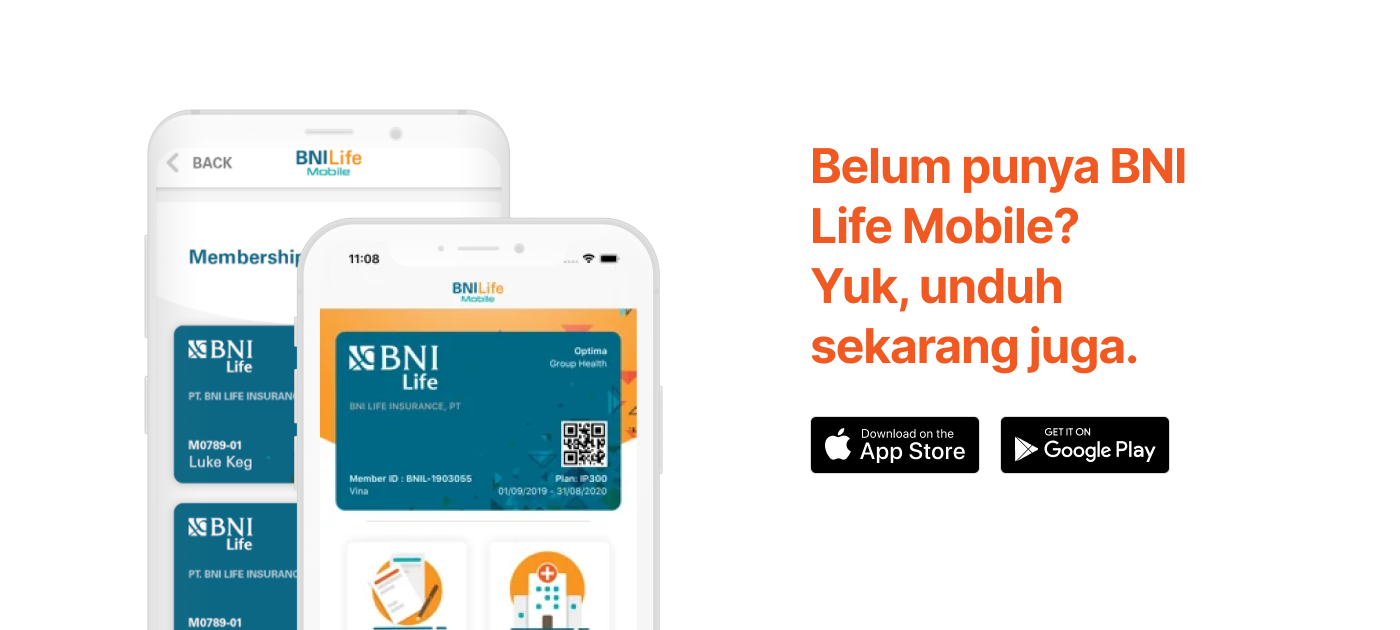 BACK
BNILife
Mobile
Membership
BNI
Life
PT. BNI LIFE INSURANC
M0789-01
Luke Keg
BNI
Life
PT. BNI LIFE INSURANC
M0789-01
11:08
BNILife
Mobile
BNI
Life
Optima
Group Health
BNI LIFE INSURANCE, PT
Member ID : BNIL-1903055
Vina
Plan: IP300
01/09/2019 - 31/08/2020
Belum punya BNI
Life Mobile?
Yuk, unduh
sekarang juga.
Download on the
App Store
GET IT ON
Google Play